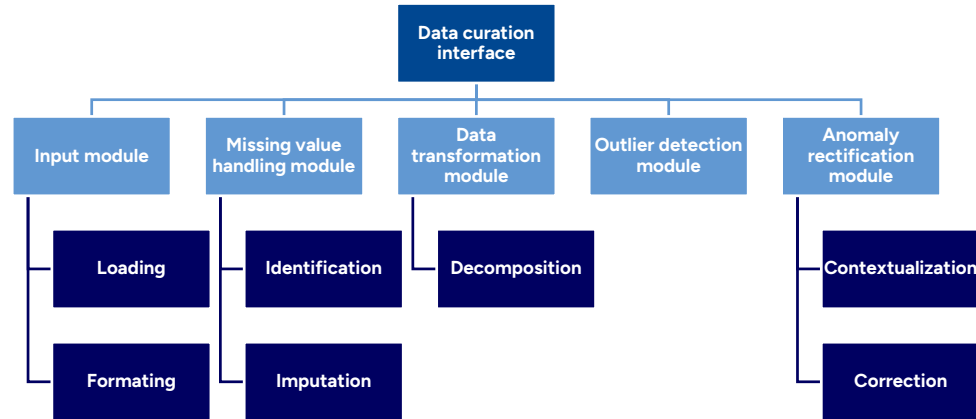 Data curation
interface
Input module
Missing value
handling module
Data
transformation
module
Outlier detection
module
Anomaly
rectification
module
Loading
Identification
Decomposition
Contextualization
Formating
Imputation
Correction